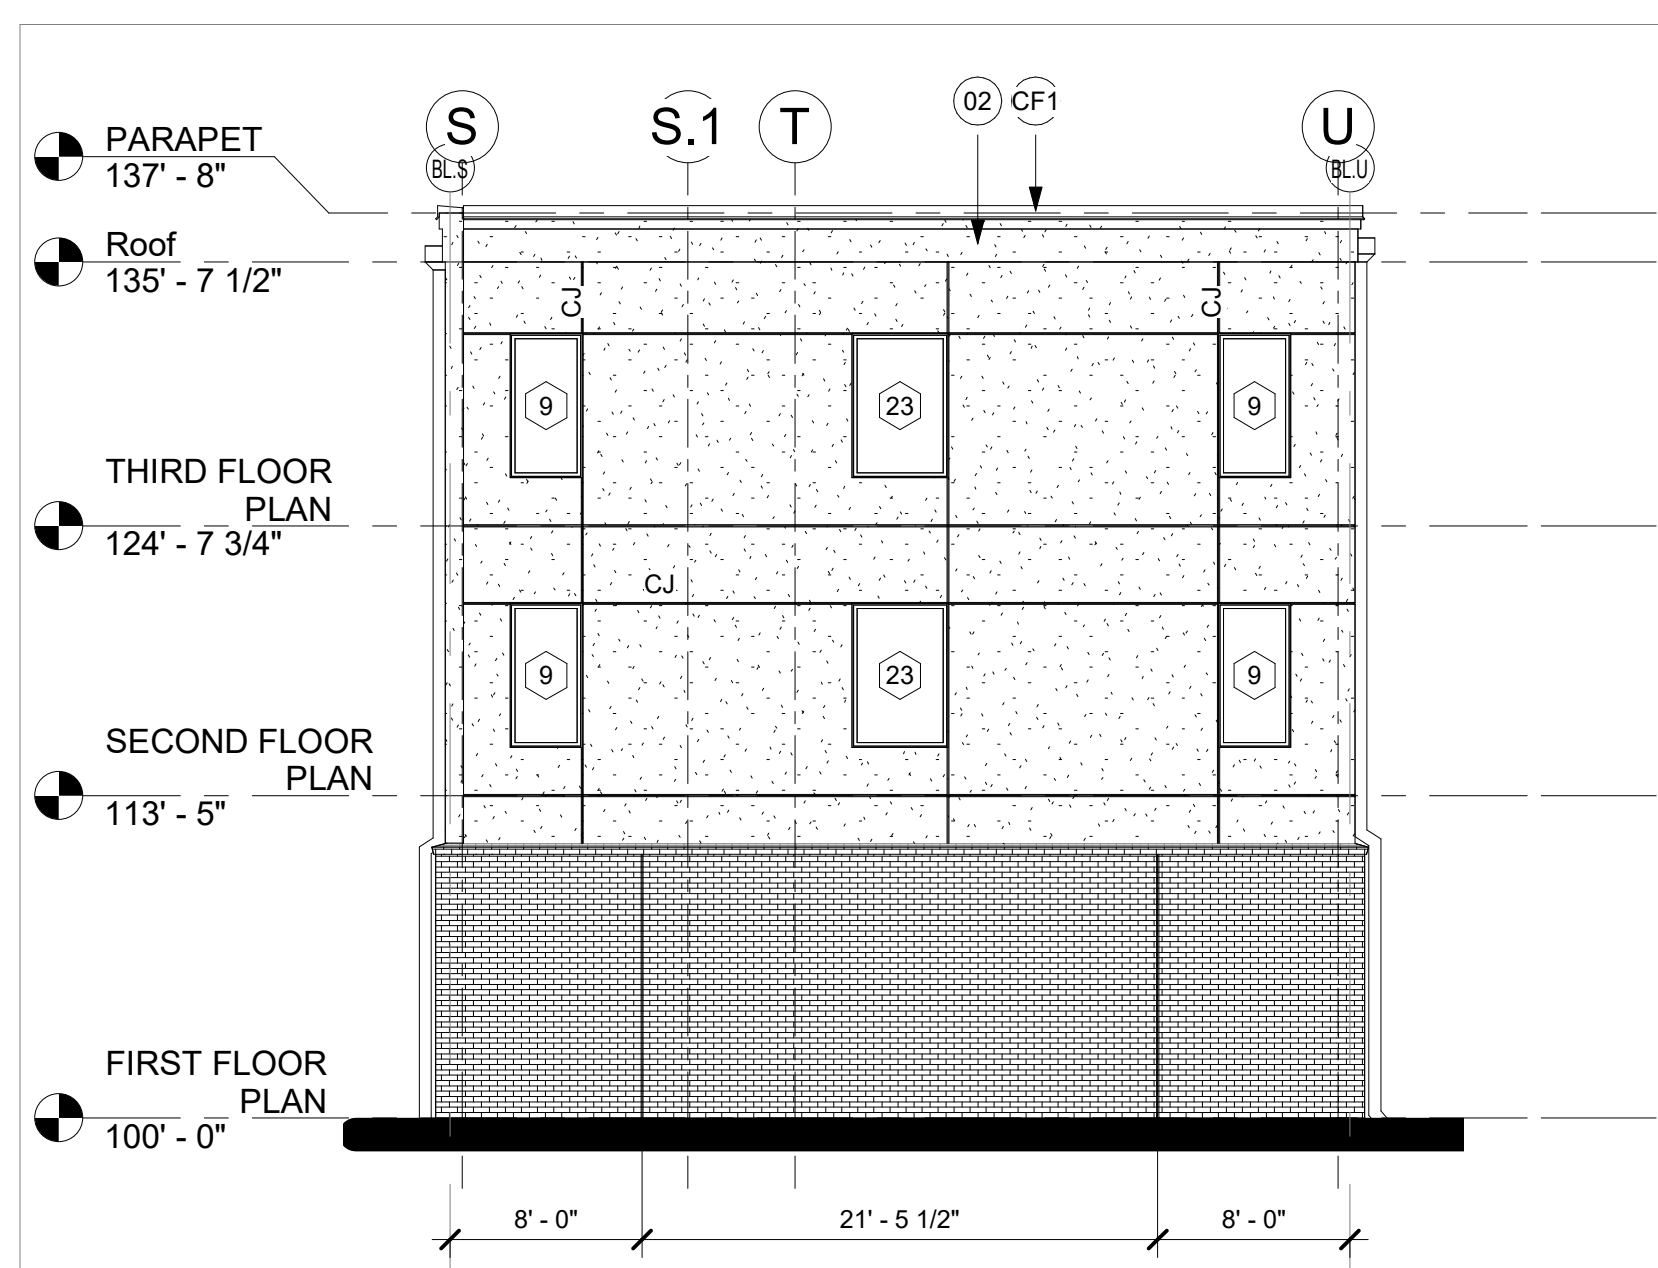 S
S.1
T
02
CF1
U
BL.S
BL.U
PARAPET
137' - 8"
Roof
135' - 7 1/2"
CJ
CJ
9
23
9
THIRD FLOOR
PLAN
124' - 7 3/4"
CJ
9
23
9
SECOND FLOOR
PLAN
113' - 5"
FIRST FLOOR
PLAN
100' - 0"
8' - 0"
21' - 5 1/2"
8' - 0"